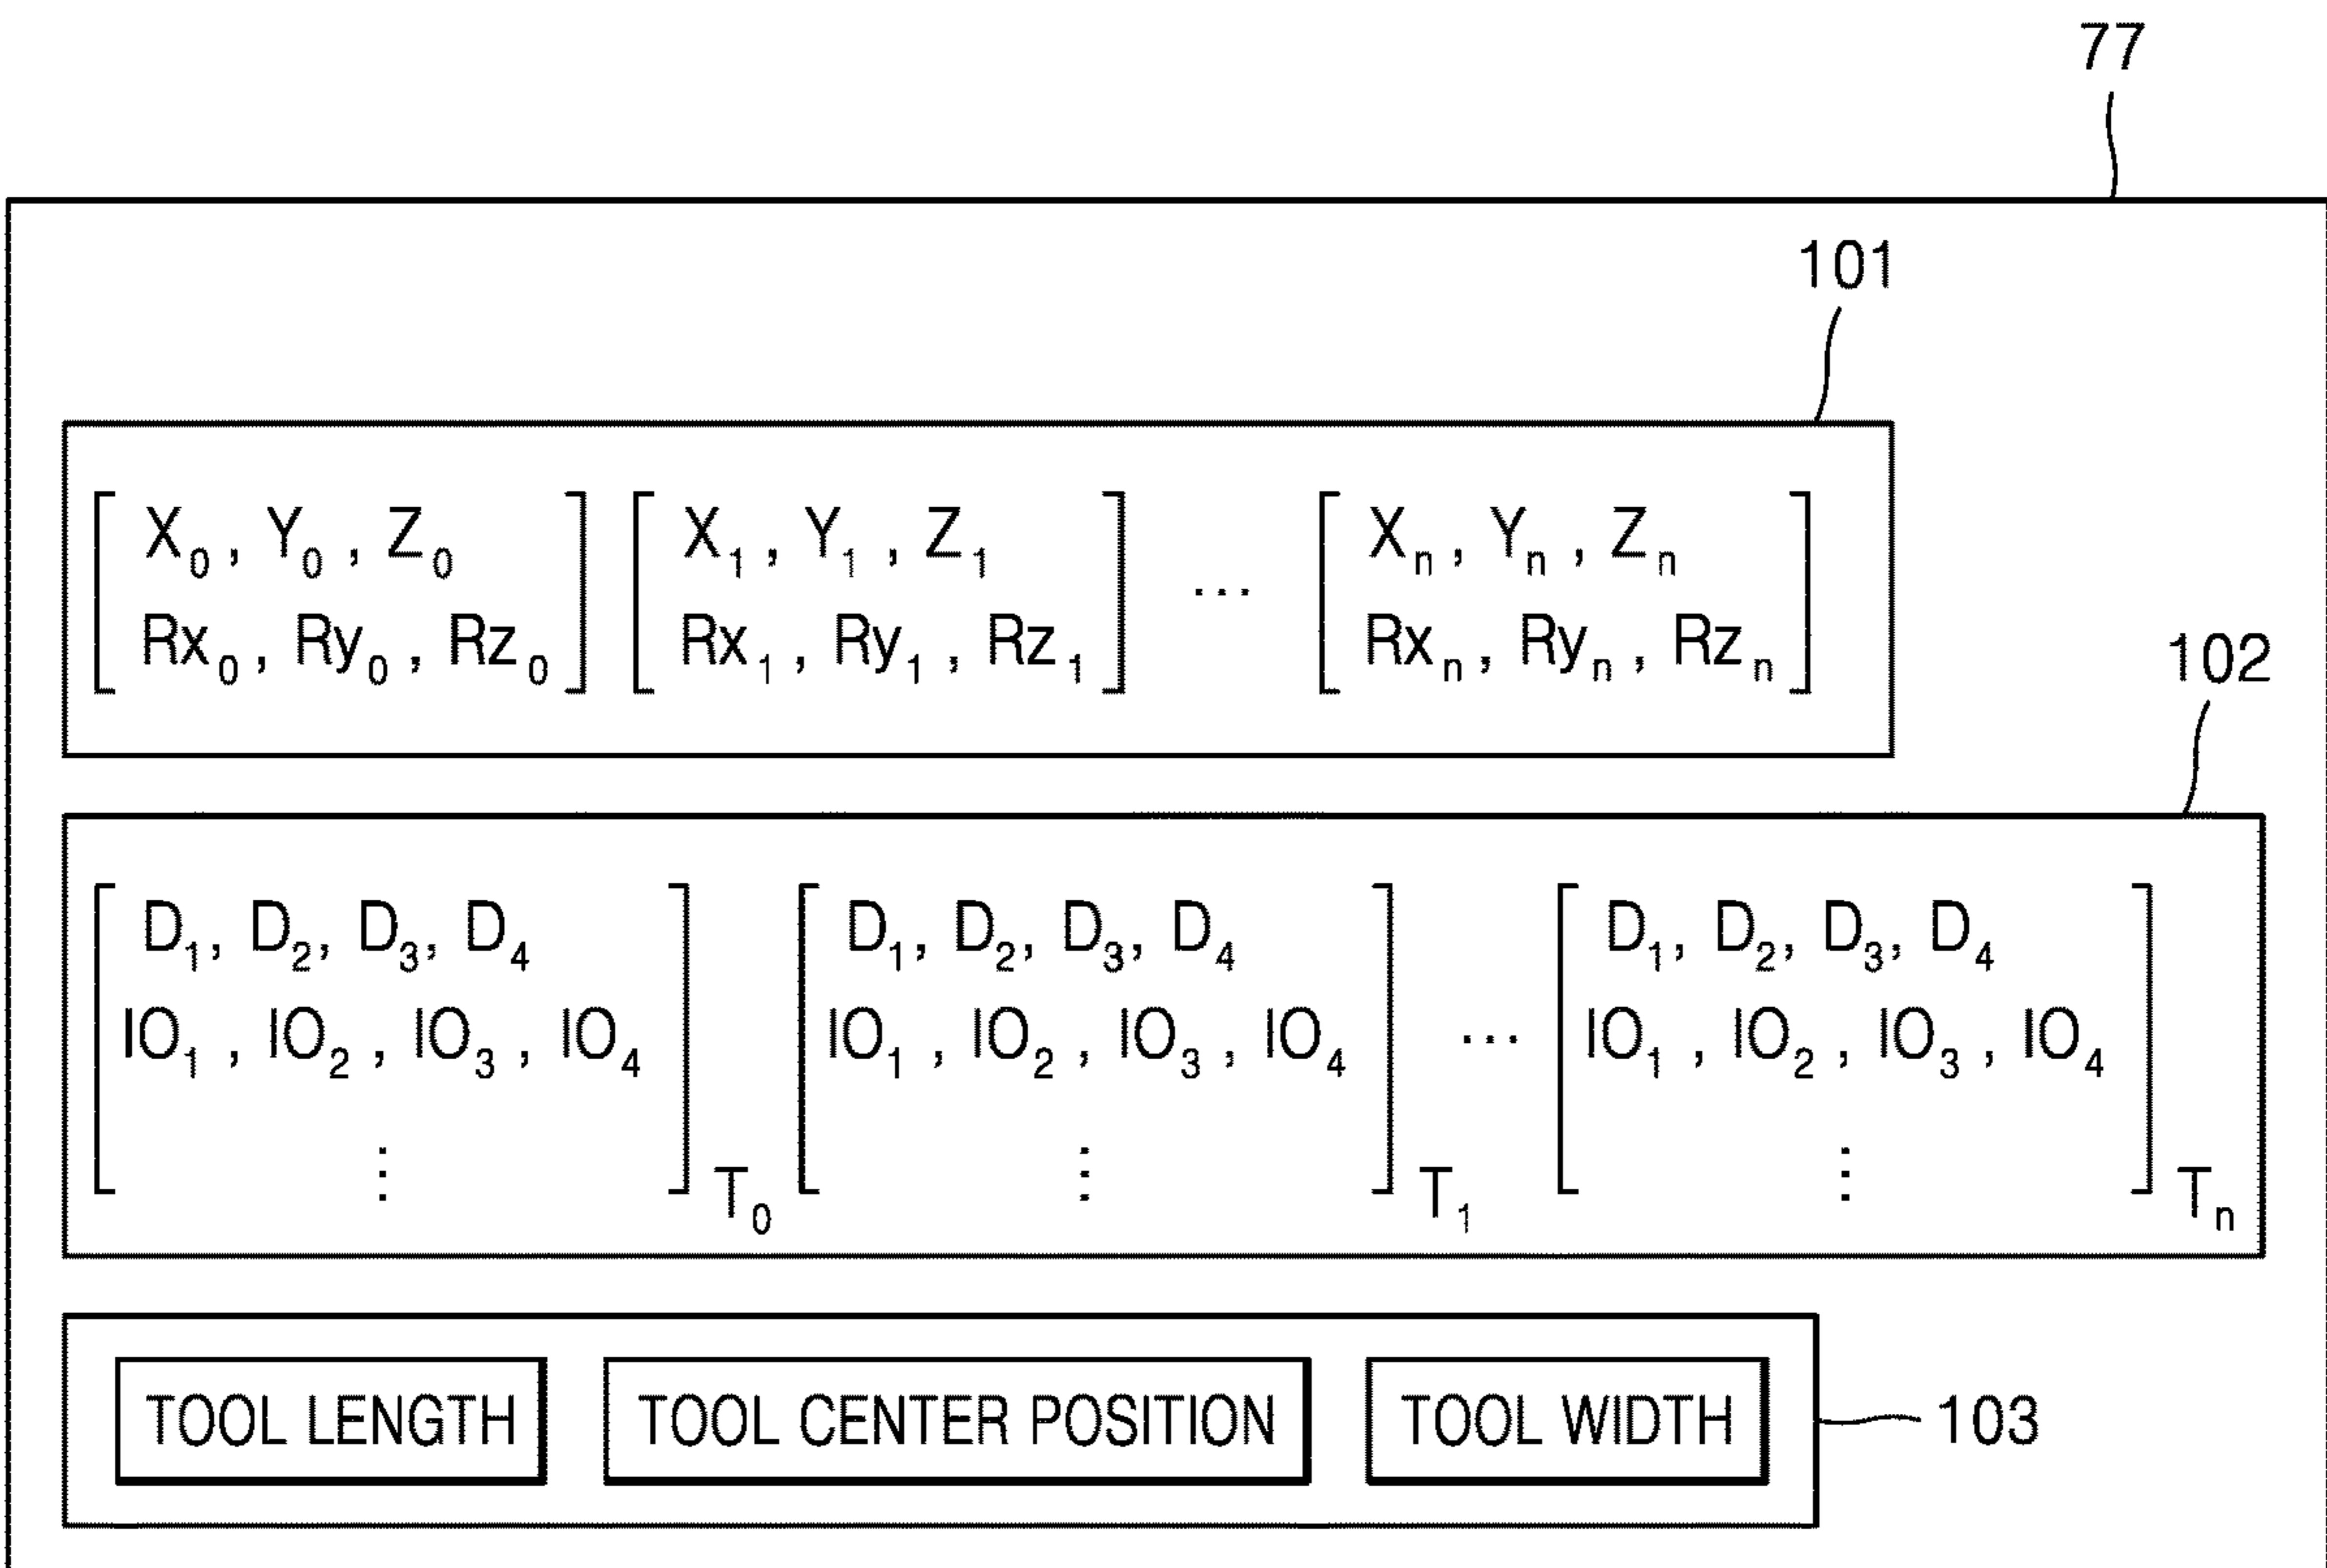 77
101
[ X₀, Y₀, Z₀ ] [ X₁, Y₁, Z₁ ] ... [ Xₙ, Yₙ, Zₙ ]
[ Rx₀, Ry₀, Rz₀ ] [ Rx₁, Ry₁, Rz₁ ] [ Rxₙ, Ryₙ, Rzₙ ]
102
[ D₁, D₂, D₃, D₄ ] [ D₁, D₂, D₃, D₄ ] [ D₁, D₂, D₃, D₄ ]
[ IO₁, IO₂, IO₃, IO₄ ] [ IO₁, IO₂, IO₃, IO₄ ] ... [ IO₁, IO₂, IO₃, IO₄ ]
⋮ T₀ ⋮ T₁ ⋮ Tₙ
TOOL LENGTH TOOL CENTER POSITION TOOL WIDTH 103